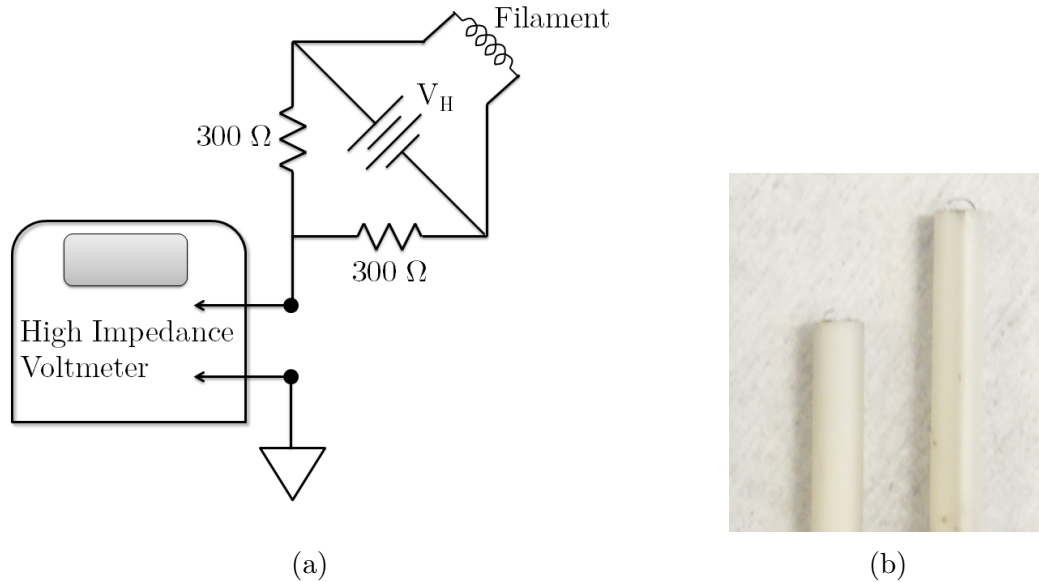 Filament
V_H
300 Ω
300 Ω
High Impedance
Voltmeter
(a)
(b)